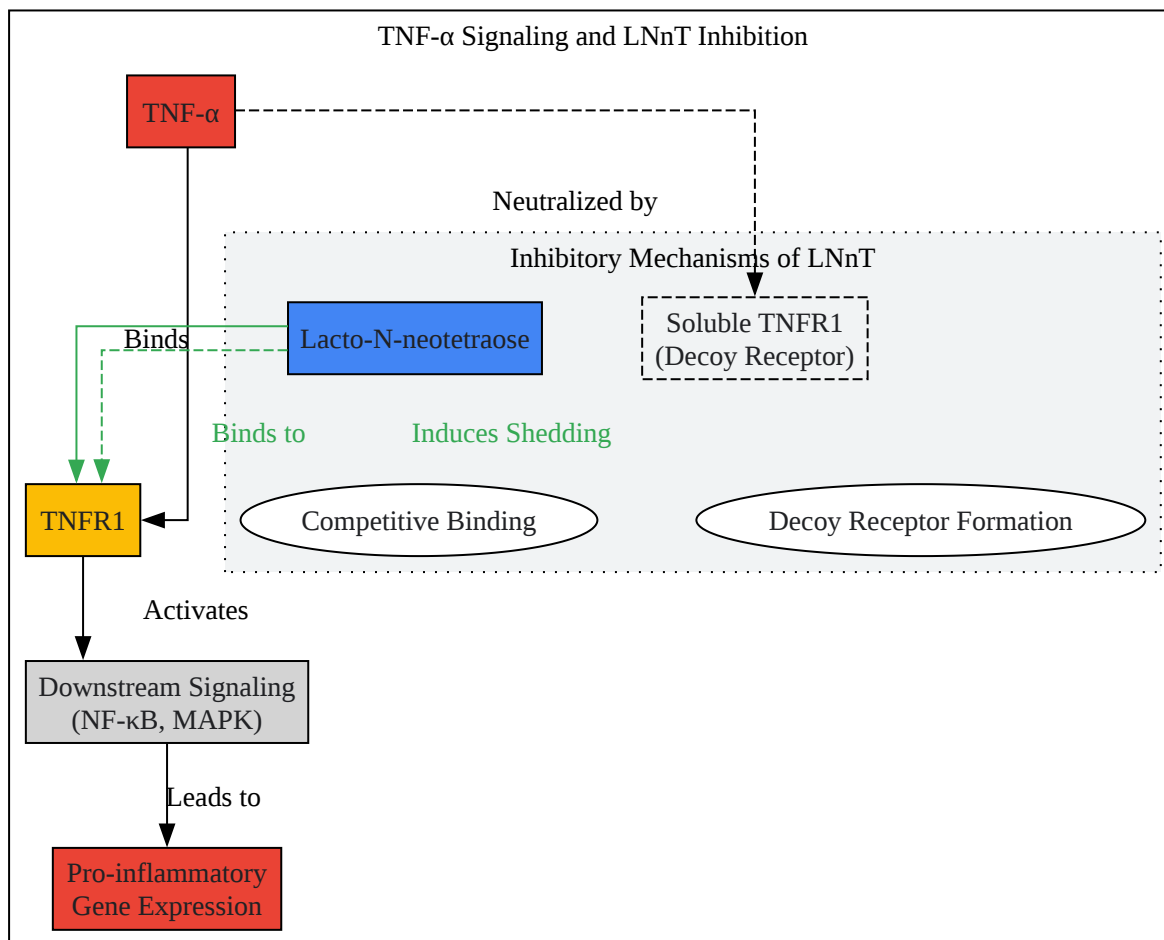 TNF-α Signaling and LNnT Inhibition
TNF-α
Neutralized by
Inhibitory Mechanisms of LNnT
Binds
Lacto-N-neotetraose
Soluble TNFR1
(Decoy Receptor)
Binds to
Induces Shedding
TNFR1
Competitive Binding
Decoy Receptor Formation
Activates
Downstream Signaling
(NF-κB, MAPK)
Leads to
Pro-inflammatory
Gene Expression